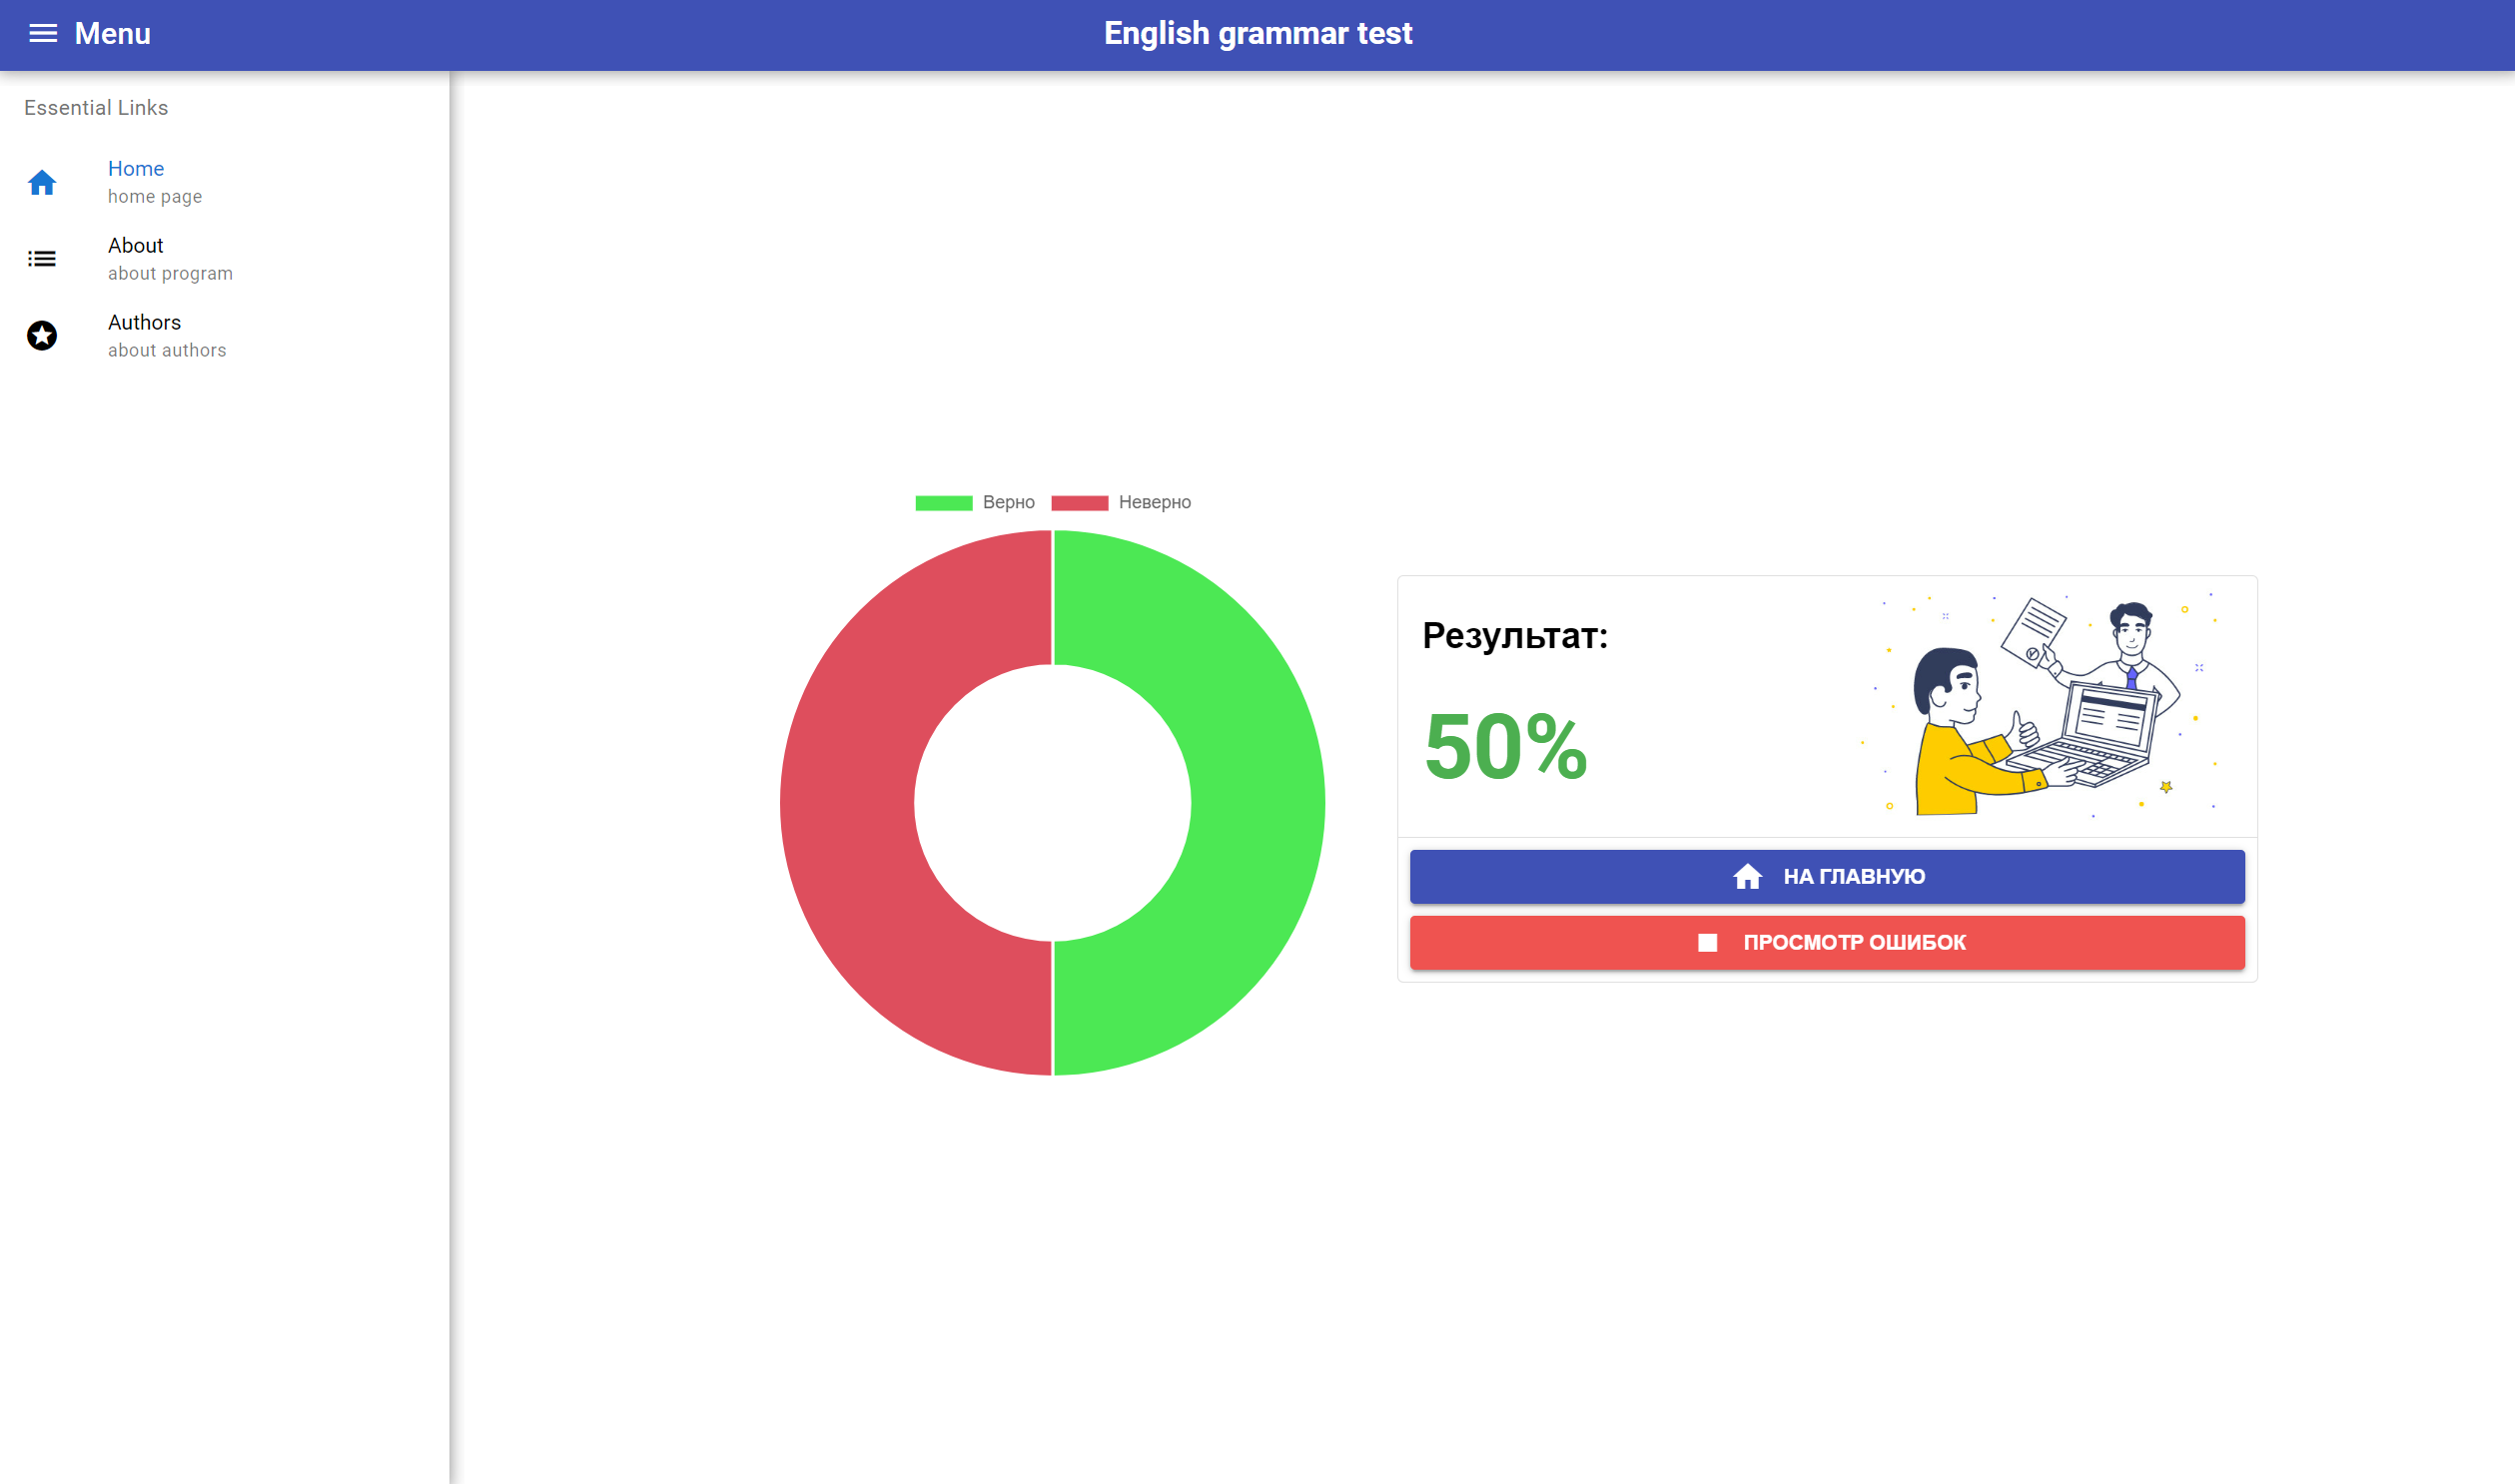 Menu
English grammar test
Essential Links
Home
home page
About
about program
Authors
about authors
Верно
Неверно
Результат:
50%
НА ГЛАВНУЮ
ПРОСМОТР ОШИБОК